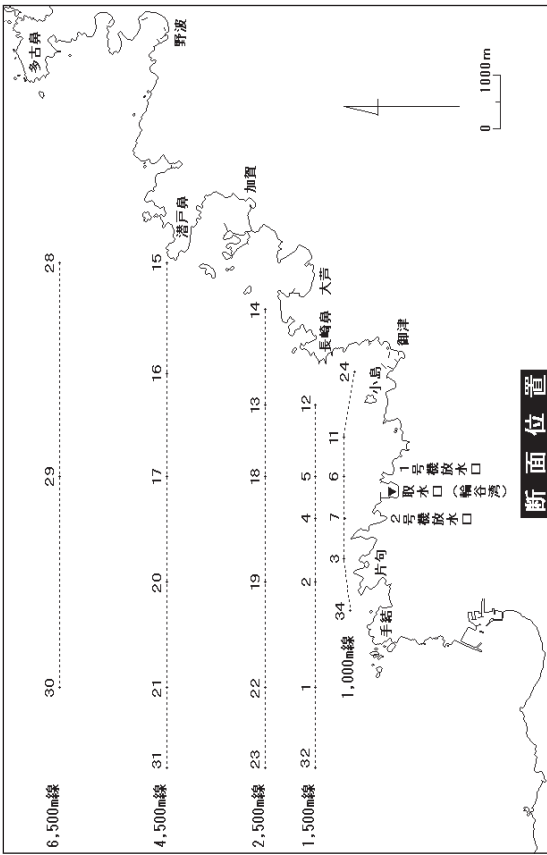 6,500m線
30
29
28
4,500m線
31
21
20
17
16
15
2,500m線
23
22
19
18
13
14
1,500m線
32
1
2
4
5
12
1,000m線
34
3
7
6
11
24
多古鼻
野波
潜戸鼻
加賀
大芦
長崎鼻
御津
小島
1号機放水口
取水口(輪谷湾)
2号機放水口
片句
手結
0 1000m
断面位置